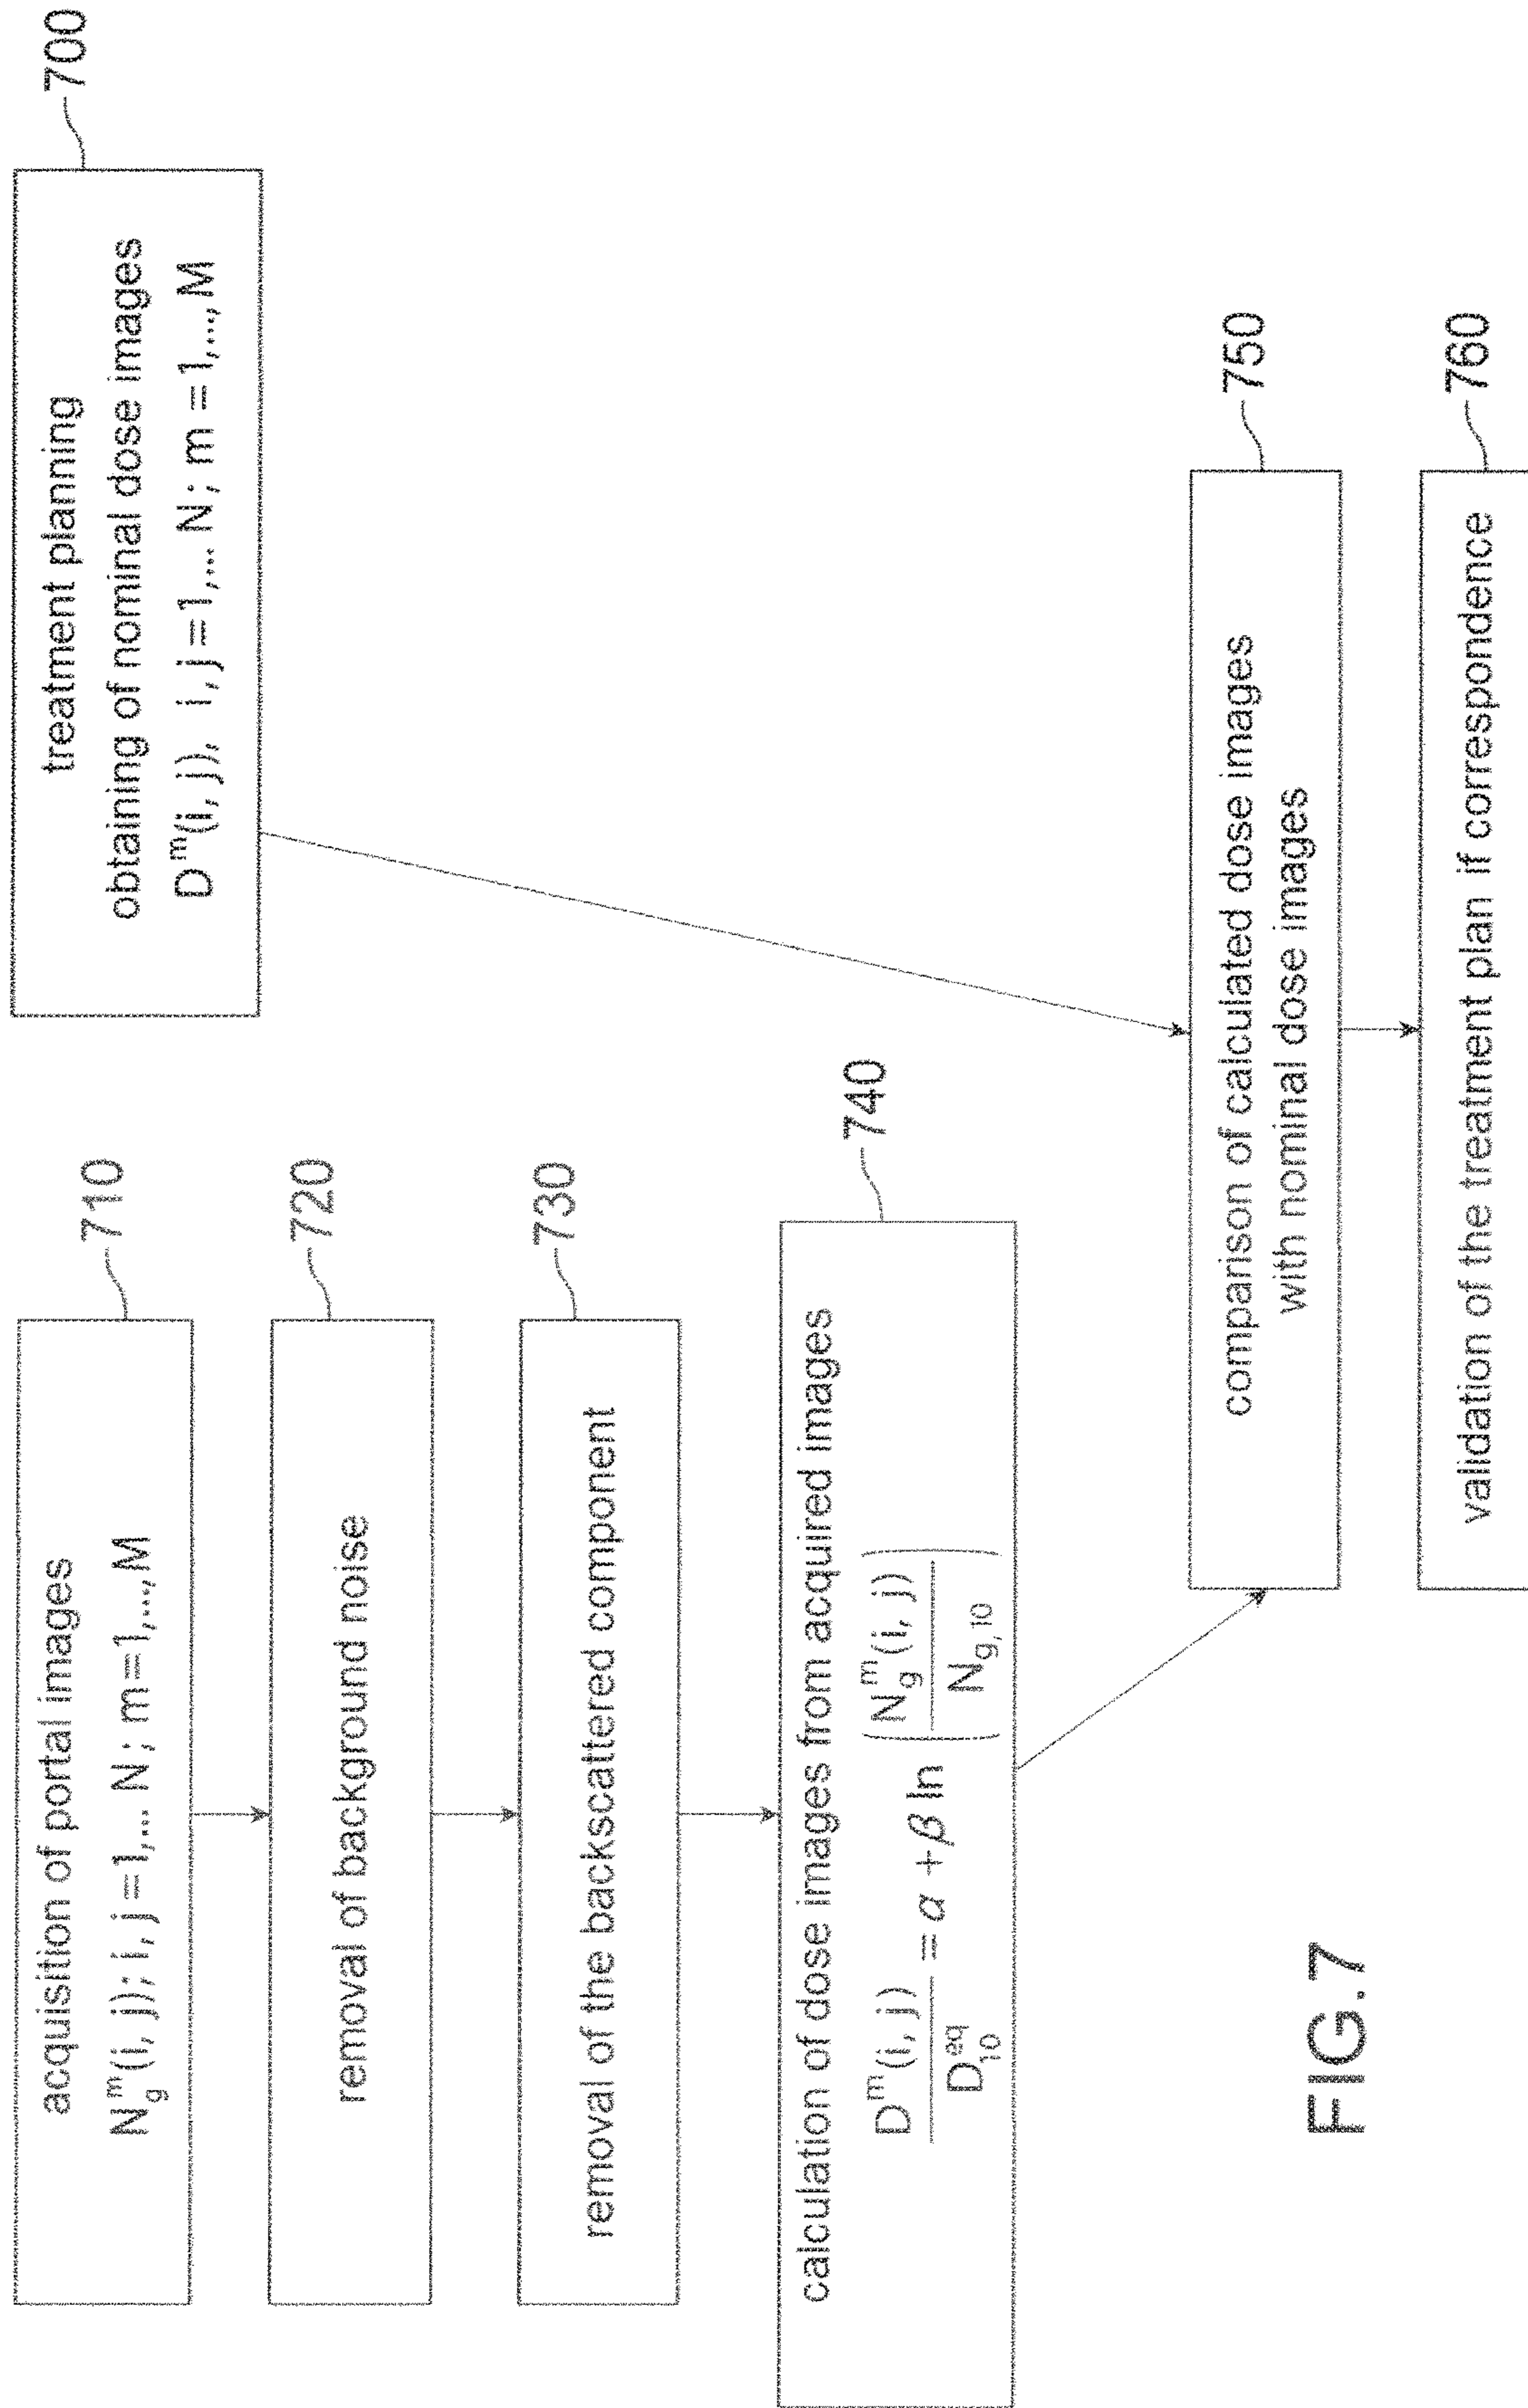 acquisition of portal images
N_g^m(i, j); i, j=1,... N; m=1,...,M
710
removal of background noise
720
removal of the backscattered component
730
calculation of dose images from acquired images
D^m(i, j) / D_10^eq = α + β ln (N_g^m(i, j) / N_g,10)
740
treatment planning
obtaining of nominal dose images
D^m(i, j), i, j=1,... N; m=1,...,M
700
comparison of calculated dose images
with nominal dose images
750
validation of the treatment plan if correspondence
760
FIG.7